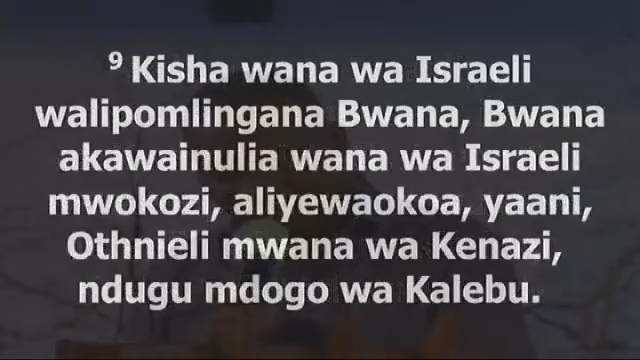 9 Kisha wana wa Israeli
walipomlingana Bwana, Bwana
akawainulia wana wa Israeli
mwokozi, aliyewaokoa, yaani,
Othnieli mwana wa Kenazi,
ndugu mdogo wa Kalebu.